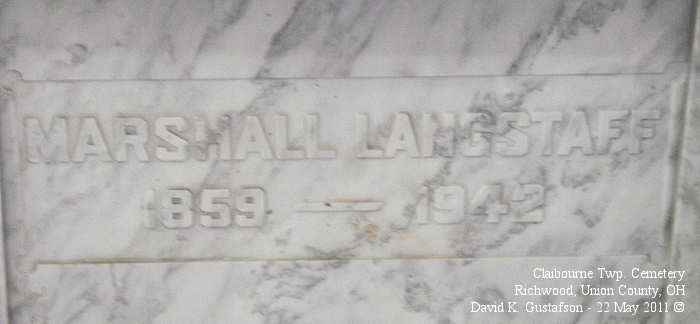 MARSHALL LANGSTAFF
1859 — 1942
Claibourne Twp. Cemetery
Richwood, Union County, OH
David K. Gustafson - 22 May 2011 ©